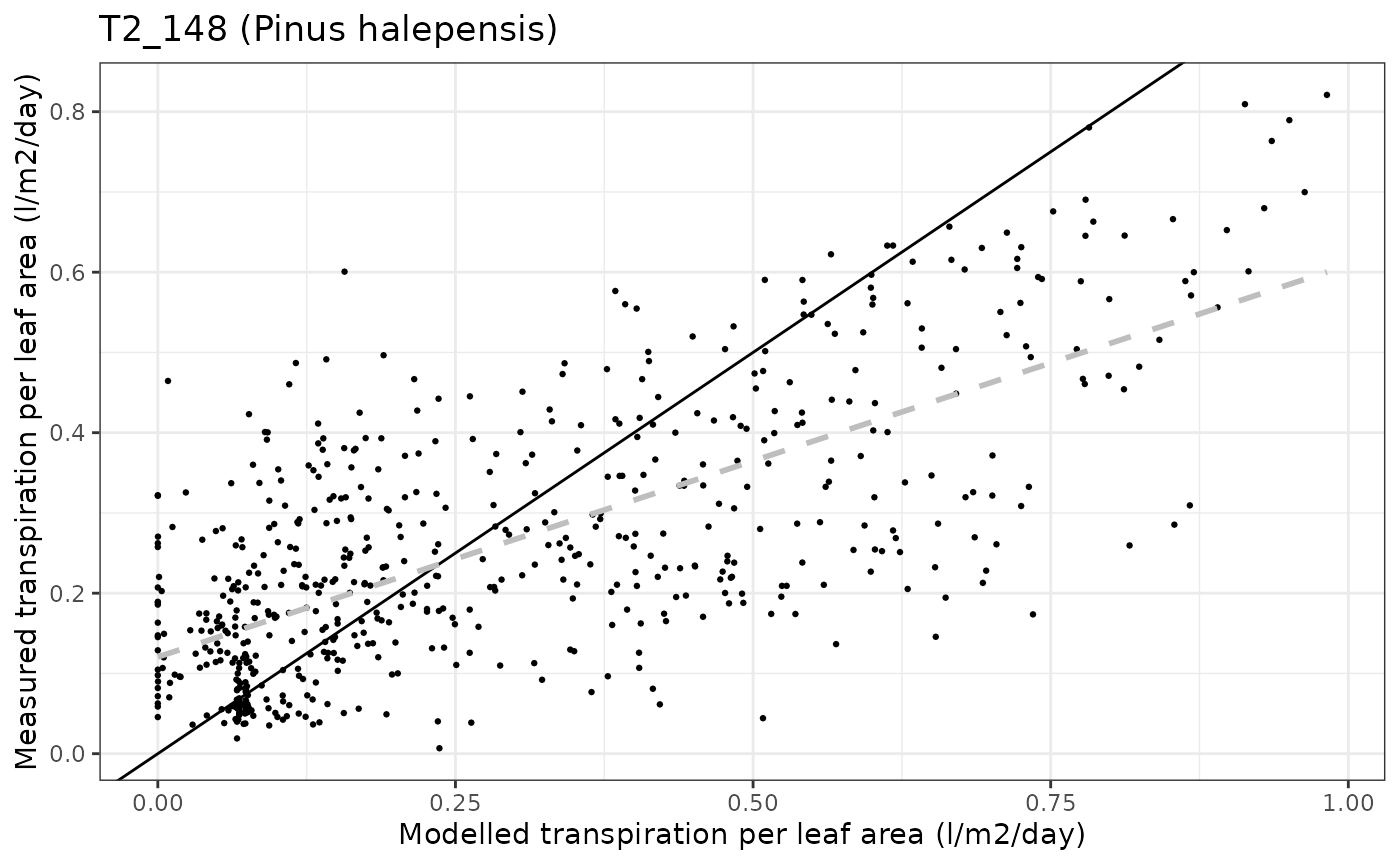 T2_148 (Pinus halepensis)
Measured transpiration per leaf area (l/m2/day)
0.8
0.6
0.4
0.2
0.0
0.00 0.25 0.50 0.75 1.00
Modelled transpiration per leaf area (l/m2/day)